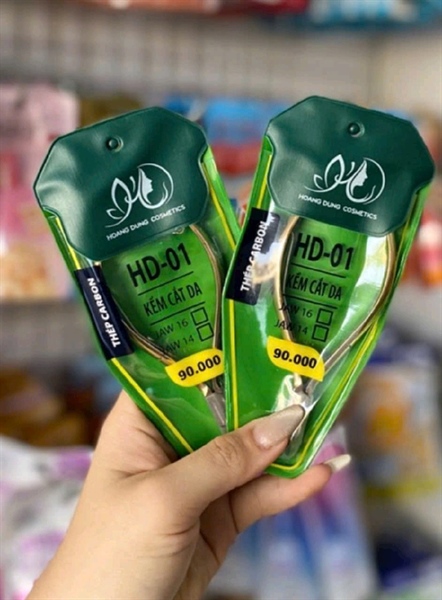 HOANG DUNG COSMETICS
HD-01
KỀM CẮT DA
JAW 16
JAW 14
THÉP CARBON
90.000
HOANG DUNG COSMETICS
HD-01
KỀM CẮT DA
JAW 16
JAW 14
THÉP CARBON
90.000